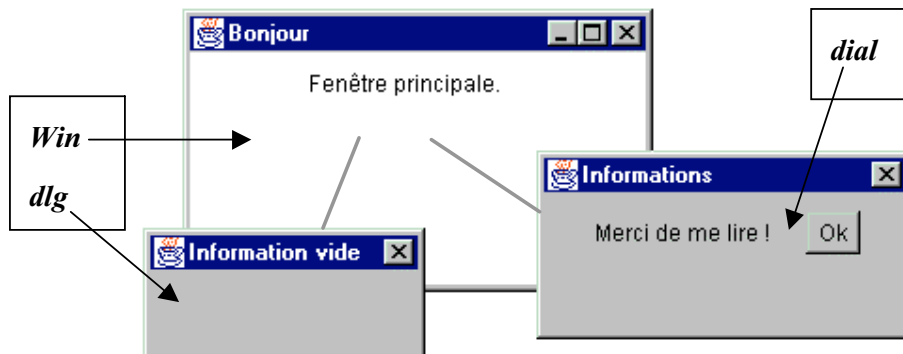 Bonjour
Fenêtre principale.
dial
Win
dlg
Informations
Merci de me lire !
Ok
Information vide